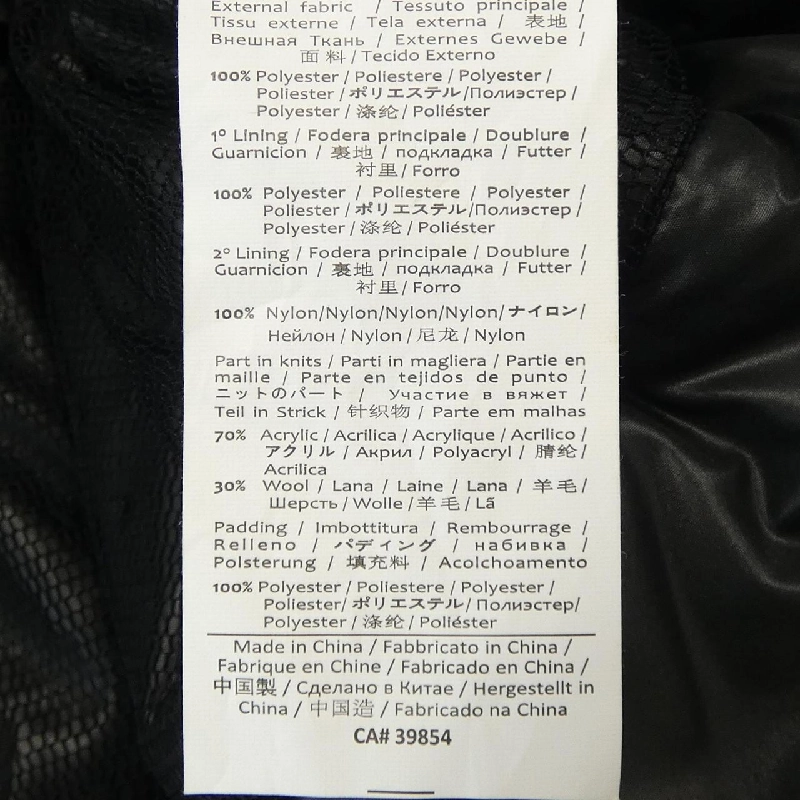 External fabric / Tessuto principale /
Tissu externe / Tela externa / 表地 /
Внешная Ткань / Externes Gewebe /
面料 / Tecido Externo
100% Polyester / Poliestere / Polyester /
Poliester / ポリエステル /Полиэстер /
Polyester / 涤纶 / Poliéster
1º Lining / Fodera principale / Doublure /
Guarnicion / 裏地 / подкладка / Futter /
衬里 / Forro
100% Polyester / Poliestere / Polyester /
Poliester / ポリエステル /Полиэстер /
Polyester / 涤纶 / Poliéster
2º Lining / Fodera principale / Doublure /
Guarnicion / 裏地 / подкладка / Futter /
衬里 / Forro
100% Nylon/Nylon/Nylon/Nylon/ ナイロン/
Нейлон / Nylon / 尼龙 / Nylon
Part in knits / Parti in magliera / Partie en
maille / Parte en tejidos de punto /
ニットのパート / Участие в вяжет /
Teil in Strick / 针织物 / Parte em malhas
70% Acrylic / Acrilica / Acrylique / Acrilico /
アクリル / Акрил / Polyacryl / 腈纶 /
Acrilica
30% Wool / Lana / Laine / Lana / 羊毛 /
Шерсть / Wolle / 羊毛 / Lã
Padding / Imbottitura / Rembourrage /
Relleno / パディング / набивка /
Polsterung / 填充料 / Acolchoamento
100% Polyester / Poliestere / Polyester /
Poliester/ ポリエステル/ Полиэстер/
Polyester / 涤纶 / Poliéster
Made in China / Fabbricato in China /
Fabrique en Chine / Fabricado en China /
中国製 / Сделано в Китае / Hergestellt in
China / 中国造 / Fabricado na China
CA# 39854